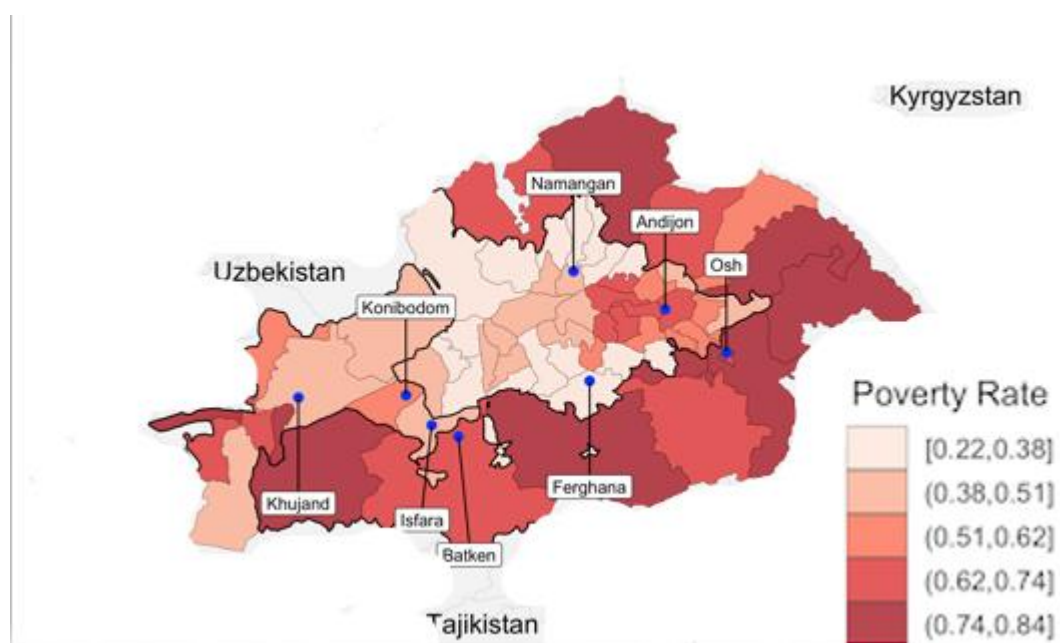 Kyrgyzstan
Namangan
Andijon
Osh
Uzbekistan
Konibodom
Poverty Rate
[0.22,0.38]
(0.38,0.51]
(0.51,0.62]
(0.62,0.74]
(0.74,0.84]
Khujand
Isfara
Batken
Ferghana
Tajikistan